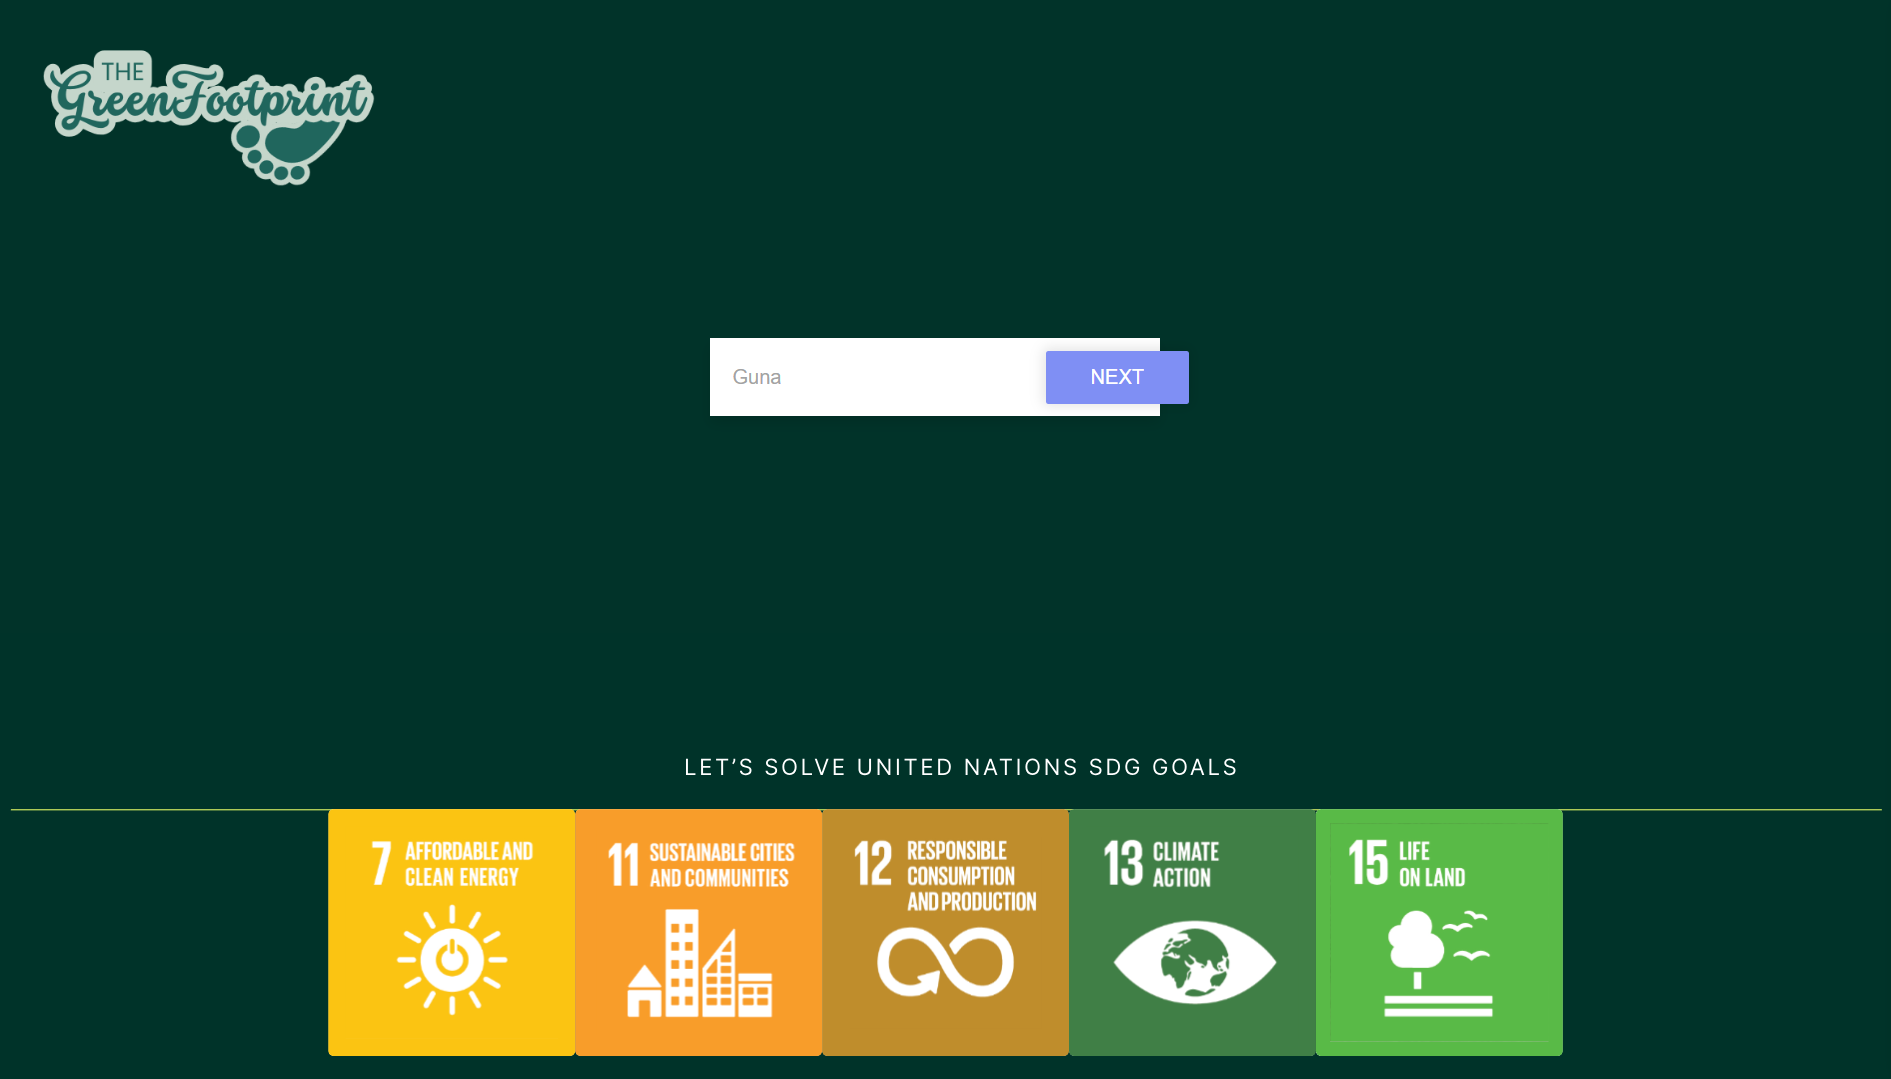 THE
GreenFootprint
Guna
NEXT
LET’S SOLVE UNITED NATIONS SDG GOALS
7 AFFORDABLE AND
CLEAN ENERGY
11 SUSTAINABLE CITIES
AND COMMUNITIES
12 RESPONSIBLE
CONSUMPTION
AND PRODUCTION
13 CLIMATE
ACTION
15 LIFE
ON LAND